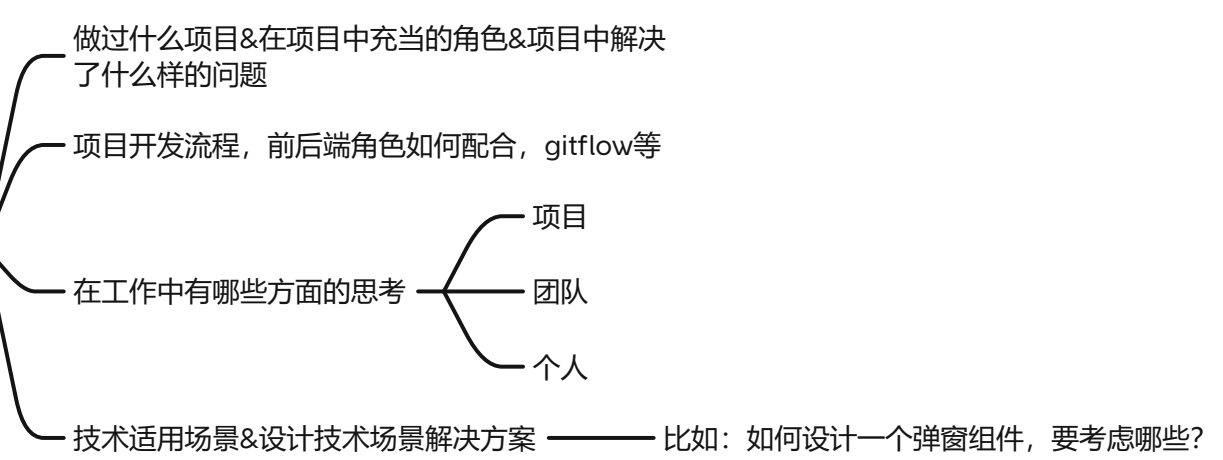 做过什么项目&在项目中充当的角色&项目中解决
了什么样的问题
项目开发流程，前后端角色如何配合，gitflow等
项目
在工作中有哪些方面的思考
团队
个人
技术适用场景&设计技术场景解决方案
比如：如何设计一个弹窗组件，要考虑哪些？